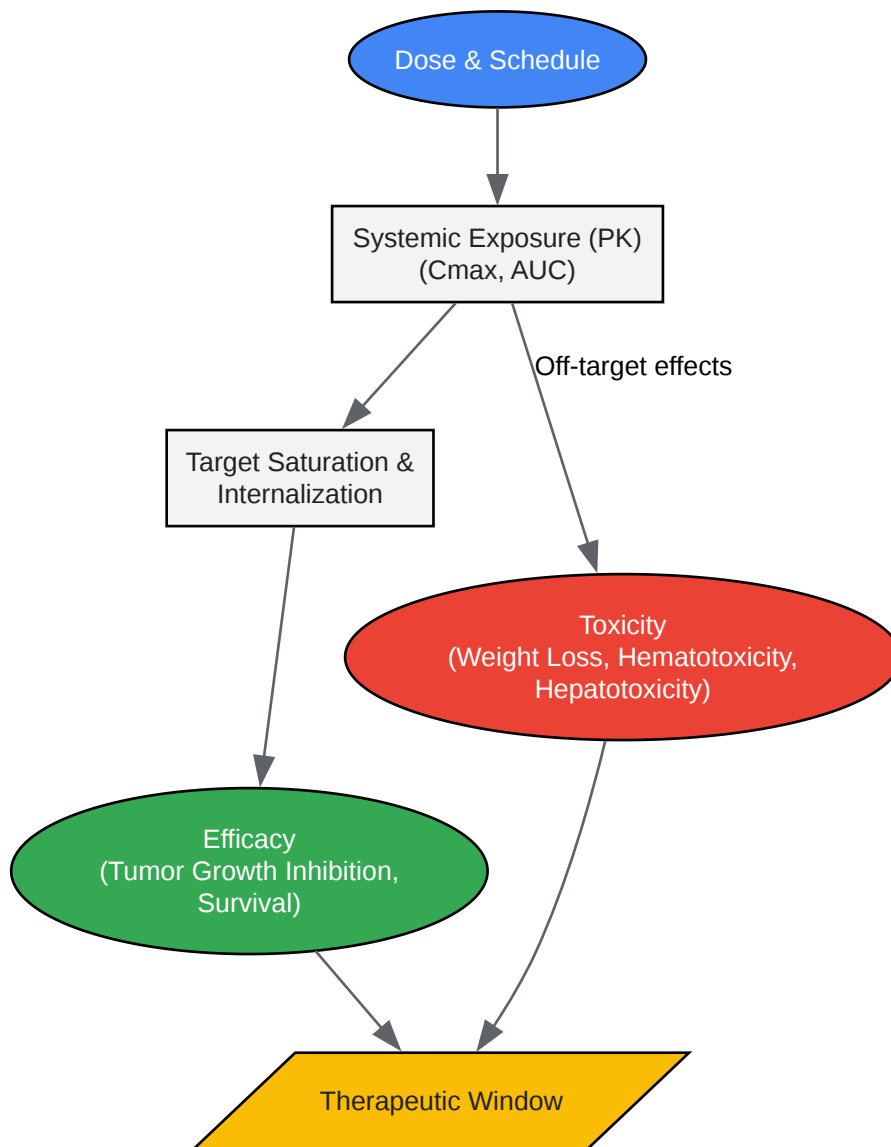 Dose & Schedule
Systemic Exposure (PK)
(Cmax, AUC)
Off-target effects
Target Saturation &
Internalization
Toxicity
(Weight Loss, Hematotoxicity,
Hepatotoxicity)
Efficacy
(Tumor Growth Inhibition,
Survival)
Therapeutic Window